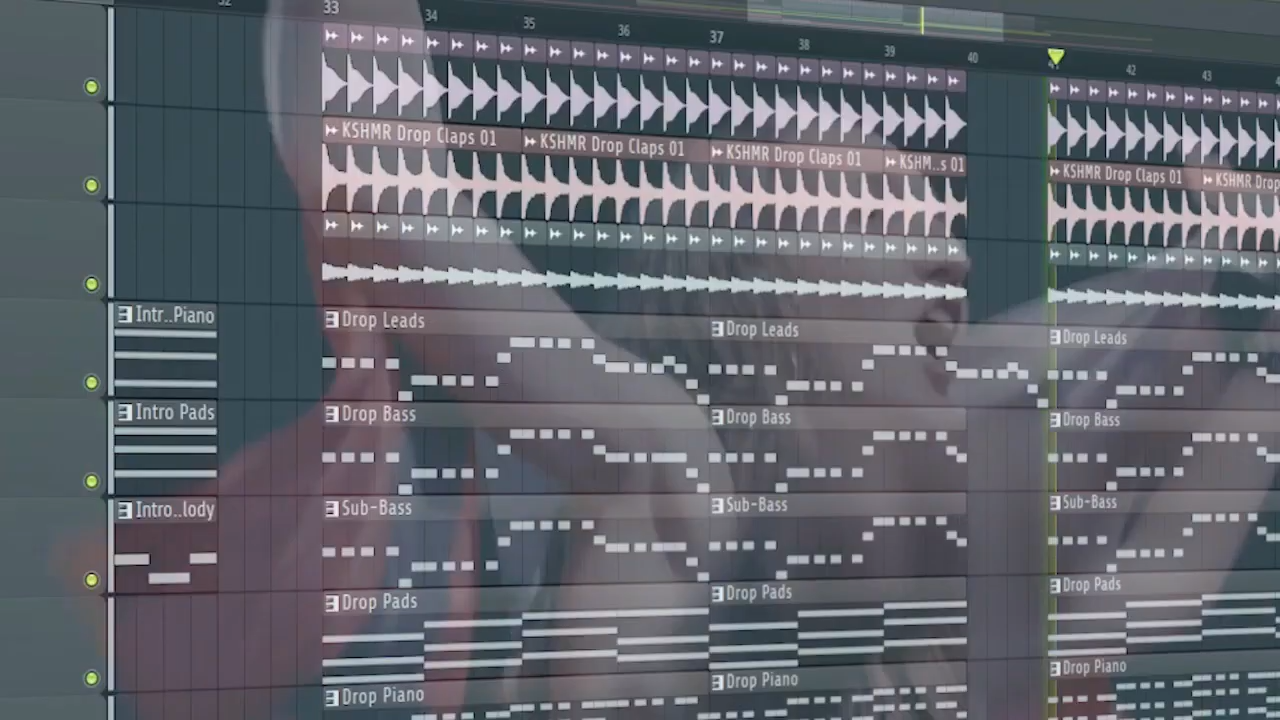 32 33 34 35 36 37 38 39 40 42 43
KSHMR Drop Claps 01 KSHMR Drop Claps 01 KSHMR Drop Claps 01 KSHM..s 01 KSHMR Drop Claps 01 KSHMR Drop
Intr..Piano Drop Leads Drop Leads Drop Leads
Intro Pads Drop Bass Drop Bass Drop Bass
Intro..lody Sub-Bass Sub-Bass Sub-Bass
Drop Pads Drop Pads Drop Pads
Drop Piano Drop Piano Drop Piano